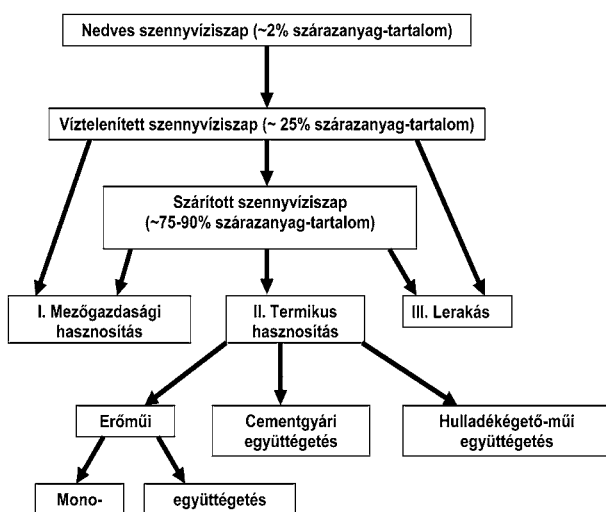 Nedves szennyvíziszap (~2% szárazanyag-tartalom)
Víztelenített szennyvíziszap (~ 25% szárazanyag-tartalom)
Szárított szennyvíziszap
(~75-90% szárazanyag-tartalom)
I. Mezőgazdasági
hasznosítás
II. Termikus
hasznosítás
III. Lerakás
Erőműi
Cementgyári
együttégetés
Hulladékégető-műi
együttégetés
Mono-
együttégetés